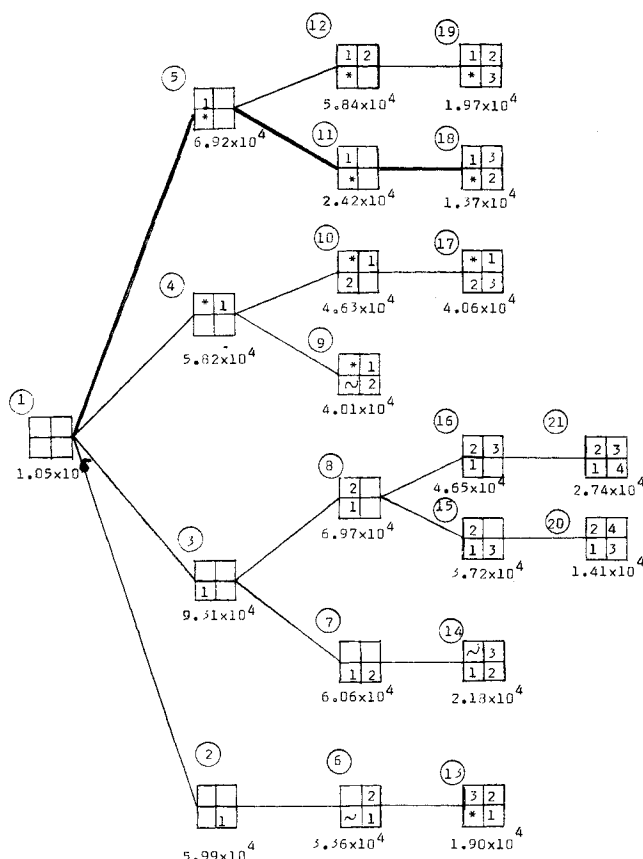 12
19
1 2
1 2
5
*
* 3
1
5.84x10^4
1.97x10^4
*
6.92x10^4
11
18
1
1 3
*
* 2
2.42x10^4
1.37x10^4
10
17
* 1
* 1
4
2
2 3
* 1
4.63x10^4
4.06x10^4
9
5.82x10^4
* 1
~ 2
1
4.01x10^4
16
21
1.05x10^5
8
2 3
2 3
2
1
1 4
1
4.65x10^4
2.74x10^4
3
6.97x10^4
15
20
2
2 4
1
1 3
1 3
9.31x10^4
3.72x10^4
1.41x10^4
7
14
~ 3
1 2
1 2
6.06x10^4
2.18x10^4
2
6
13
2
3 2
1
~ 1
* 1
5.99x10^4
3.36x10^4
1.90x10^4